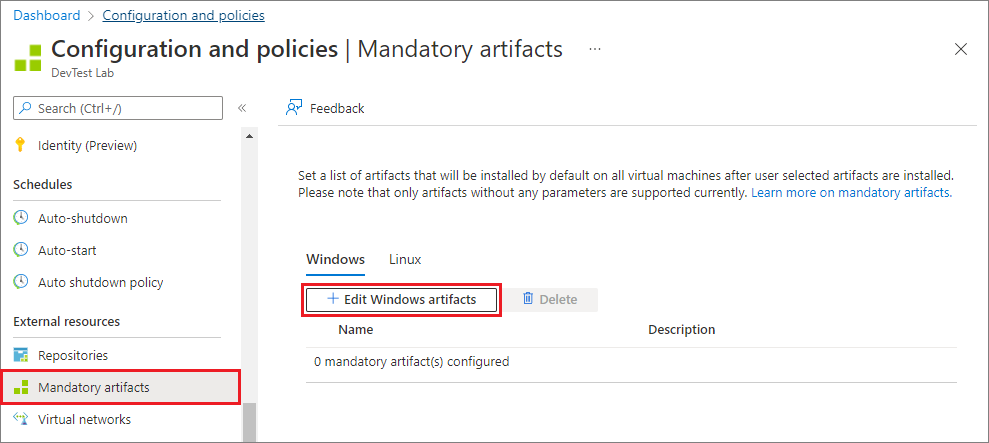 Dashboard > Configuration and policies
Configuration and policies | Mandatory artifacts ...
DevTest Lab
Search (Ctrl+/)
Identity (Preview)
Schedules
Auto-shutdown
Auto-start
Auto shutdown policy
External resources
Repositories
Mandatory artifacts
Virtual networks
Feedback
Set a list of artifacts that will be installed by default on all virtual machines after user selected artifacts are installed.
Please note that only artifacts without any parameters are supported currently. Learn more on mandatory artifacts.
Windows Linux
+ Edit Windows artifacts Delete
Name Description
0 mandatory artifact(s) configured